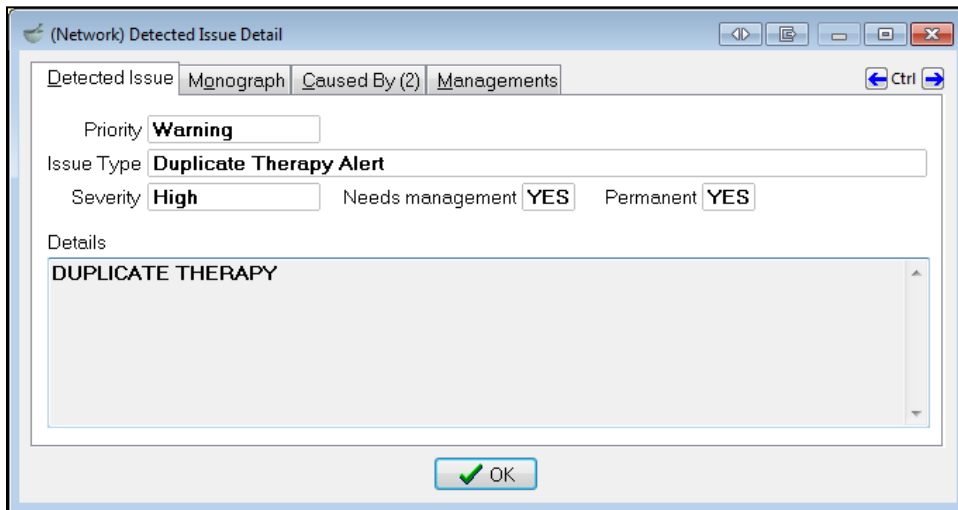 (Network) Detected Issue Detail
Detected Issue Monograph Caused By (2) Managements Ctrl
Priority Warning
Issue Type Duplicate Therapy Alert
Severity High Needs management YES Permanent YES
Details
DUPLICATE THERAPY
OK